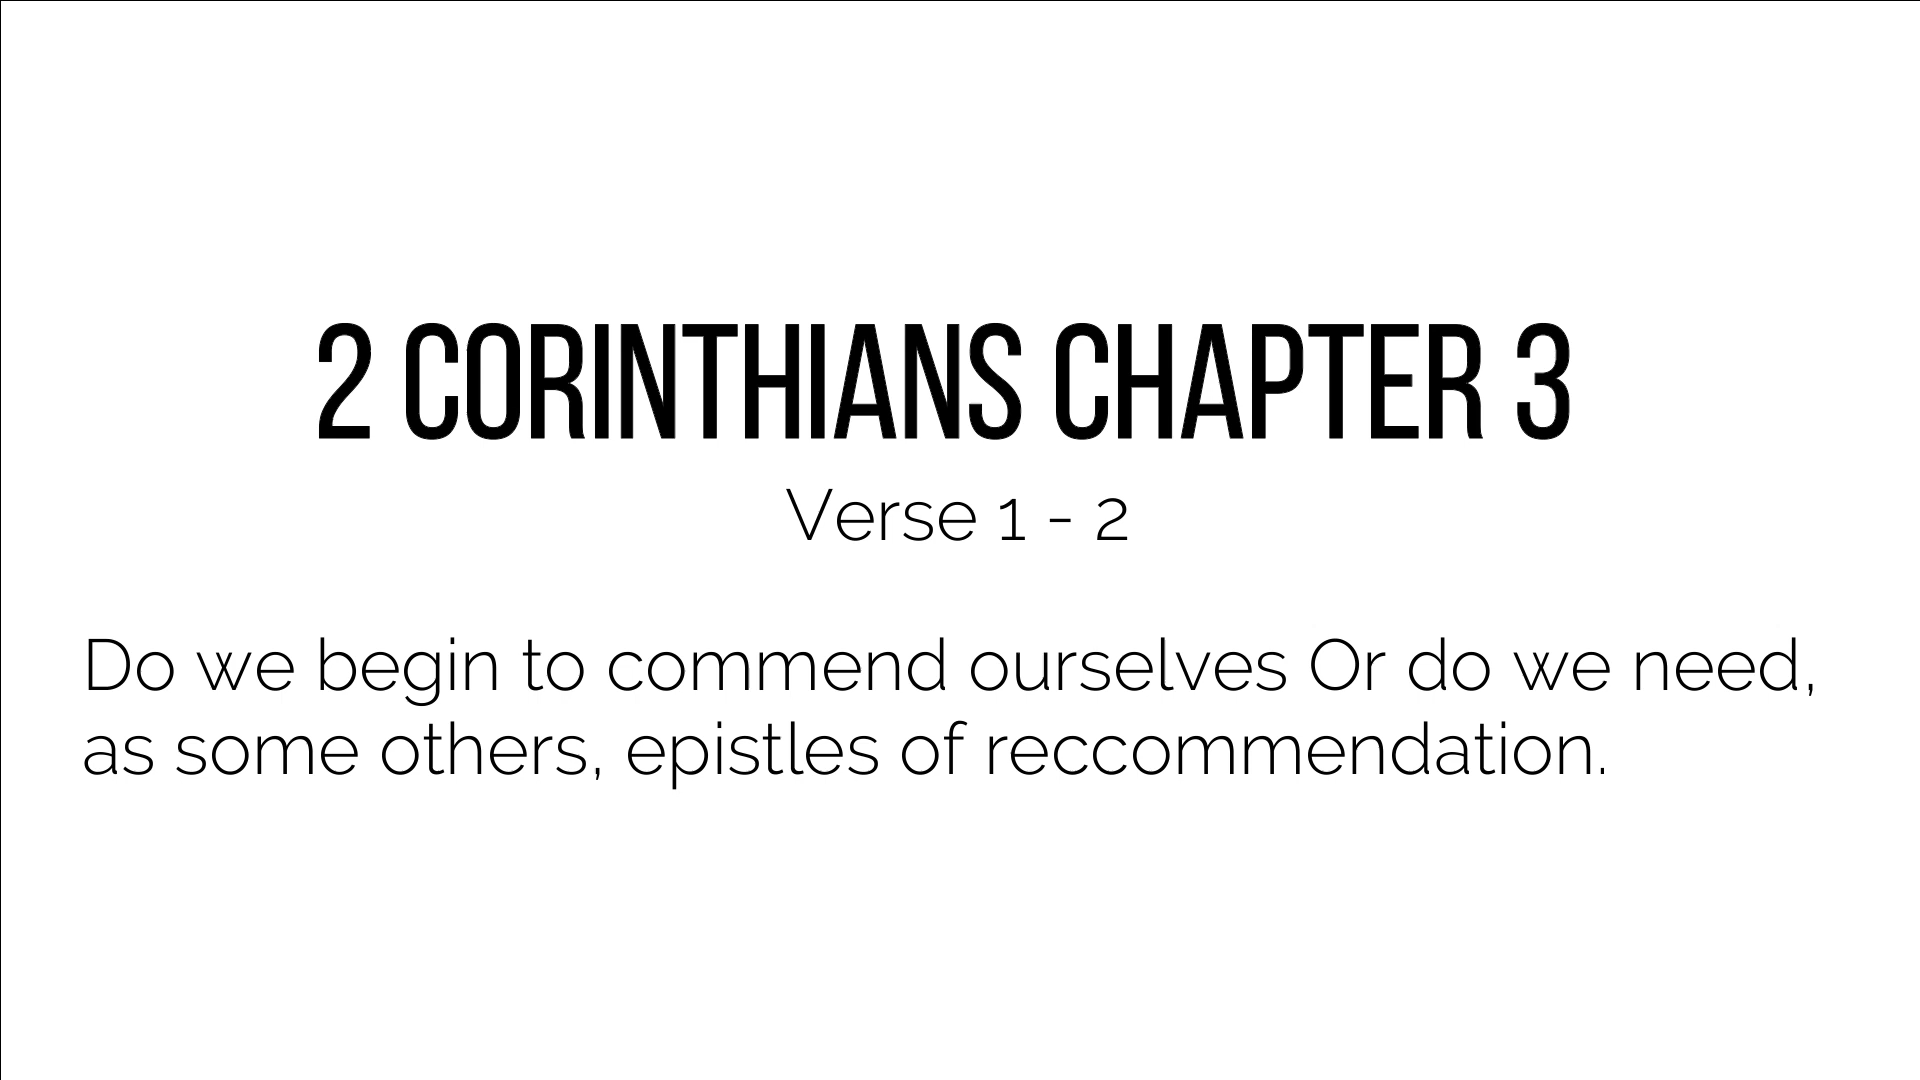 2 CORINTHIANS CHAPTER 3
Verse 1 - 2
Do we begin to commend ourselves Or do we need,
as some others, epistles of reccommendation.